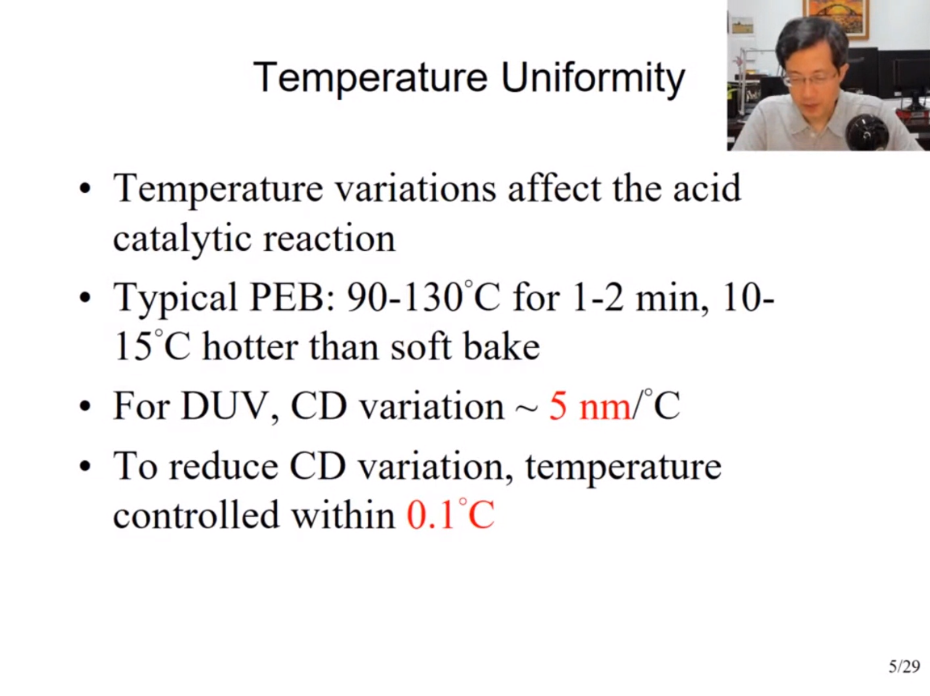 Temperature Uniformity
• Temperature variations affect the acid
catalytic reaction
• Typical PEB: 90-130°C for 1-2 min, 10-
15°C hotter than soft bake
• For DUV, CD variation ~ 5 nm/°C
• To reduce CD variation, temperature
controlled within 0.1°C
5/29